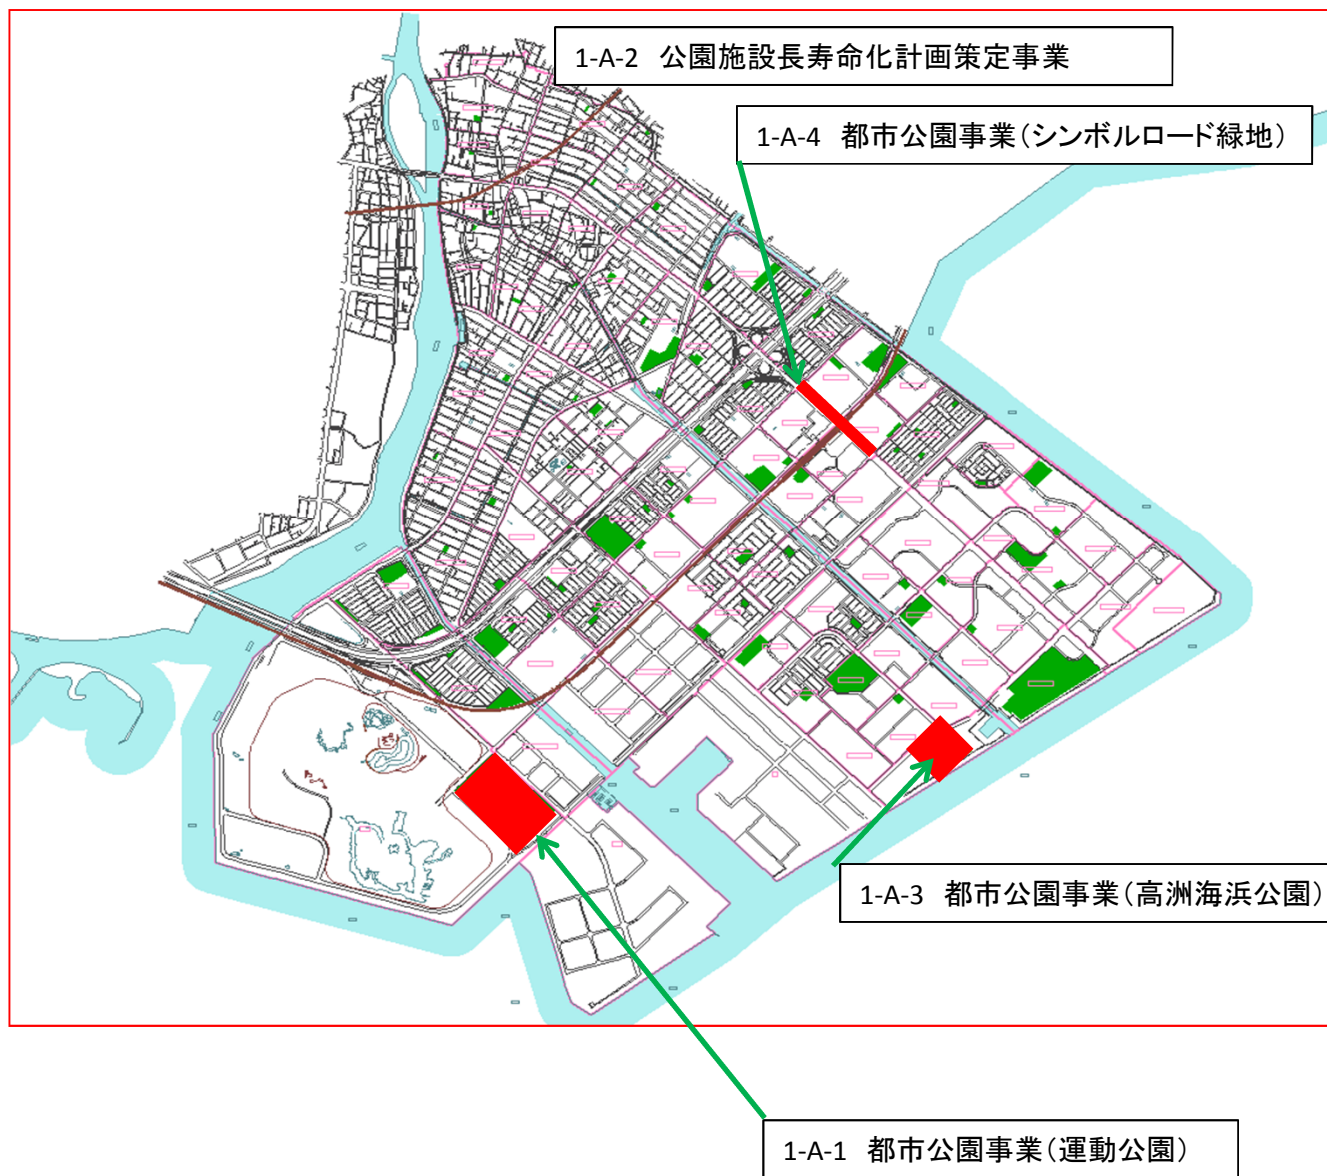 1-A-2 公園施設長寿命化計画策定事業
1-A-4 都市公園事業(シンボルロード緑地)
1-A-3 都市公園事業(高洲海浜公園)
1-A-1 都市公園事業(運動公園)